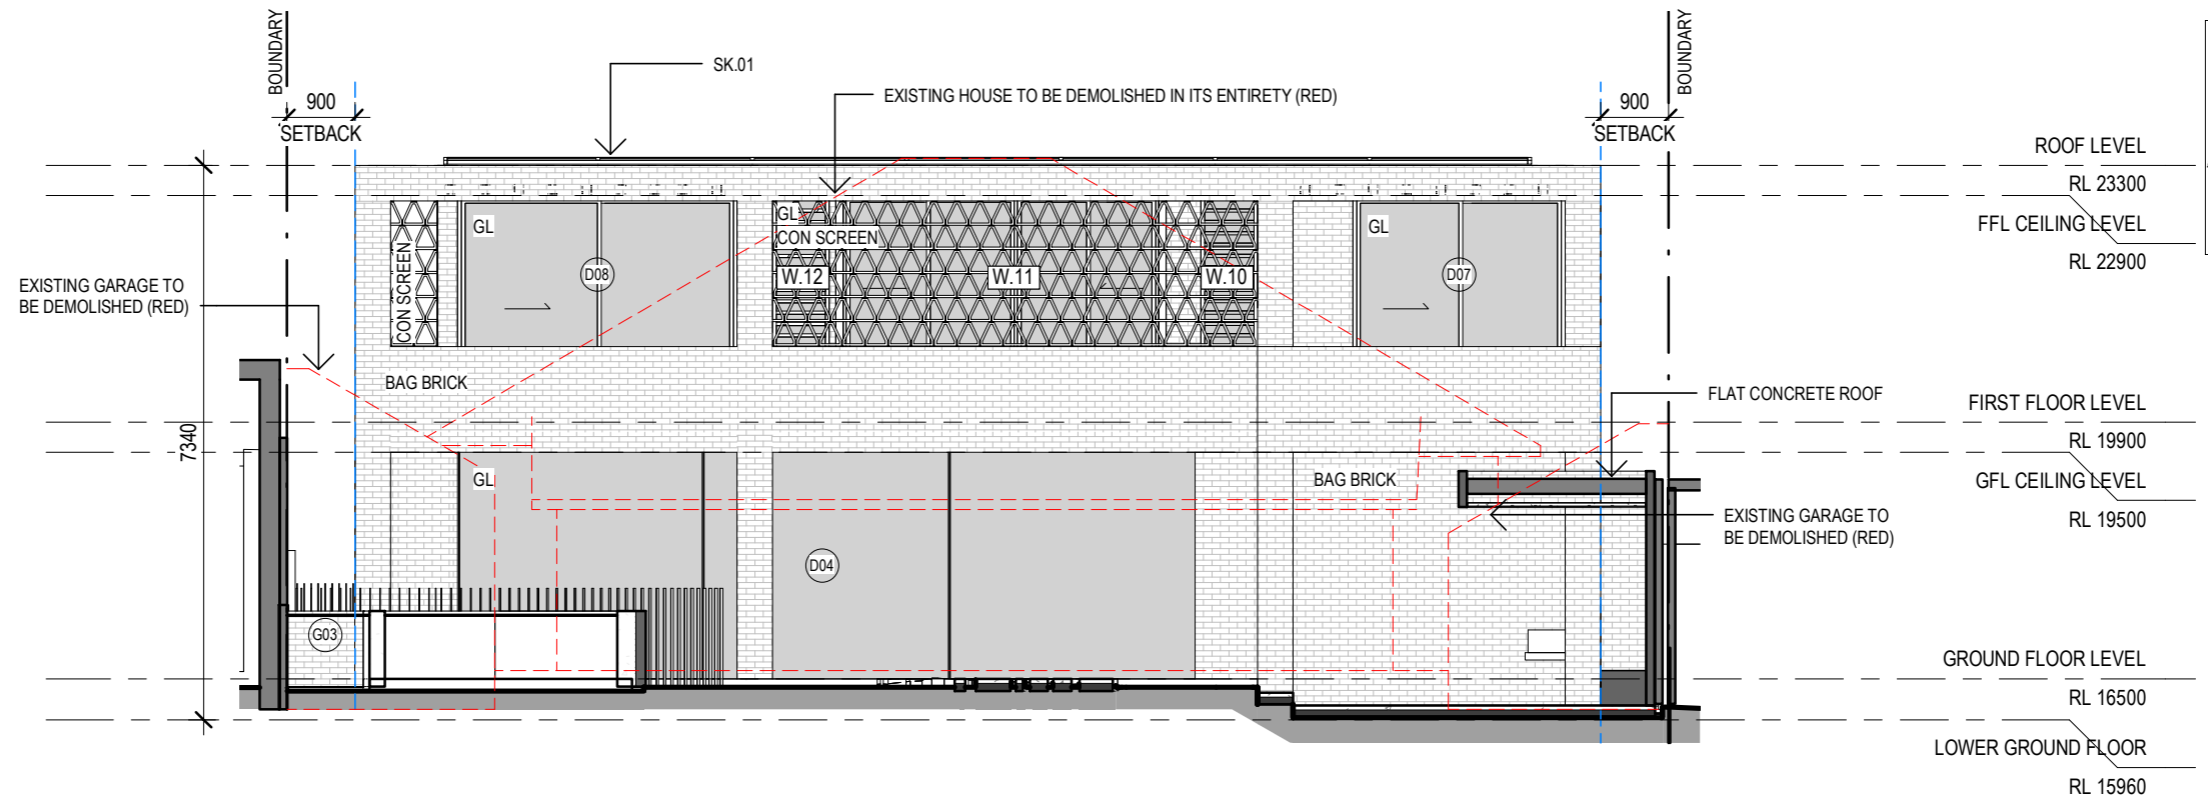 BOUNDARY
900
SETBACK
SK.01
EXISTING HOUSE TO BE DEMOLISHED IN ITS ENTIRETY (RED)
BOUNDARY
900
SETBACK
ROOF LEVEL
RL 23300
FFL CEILING LEVEL
RL 22900
EXISTING GARAGE TO
BE DEMOLISHED (RED)
CON SCREEN
GL
D08
GL
CON SCREEN
W.12
W.11
W.10
GL
D07
BAG BRICK
7340
FLAT CONCRETE ROOF
FIRST FLOOR LEVEL
RL 19900
GFL CEILING LEVEL
RL 19500
GL
BAG BRICK
EXISTING GARAGE TO
BE DEMOLISHED (RED)
D04
G03
GROUND FLOOR LEVEL
RL 16500
LOWER GROUND FLOOR
RL 15960